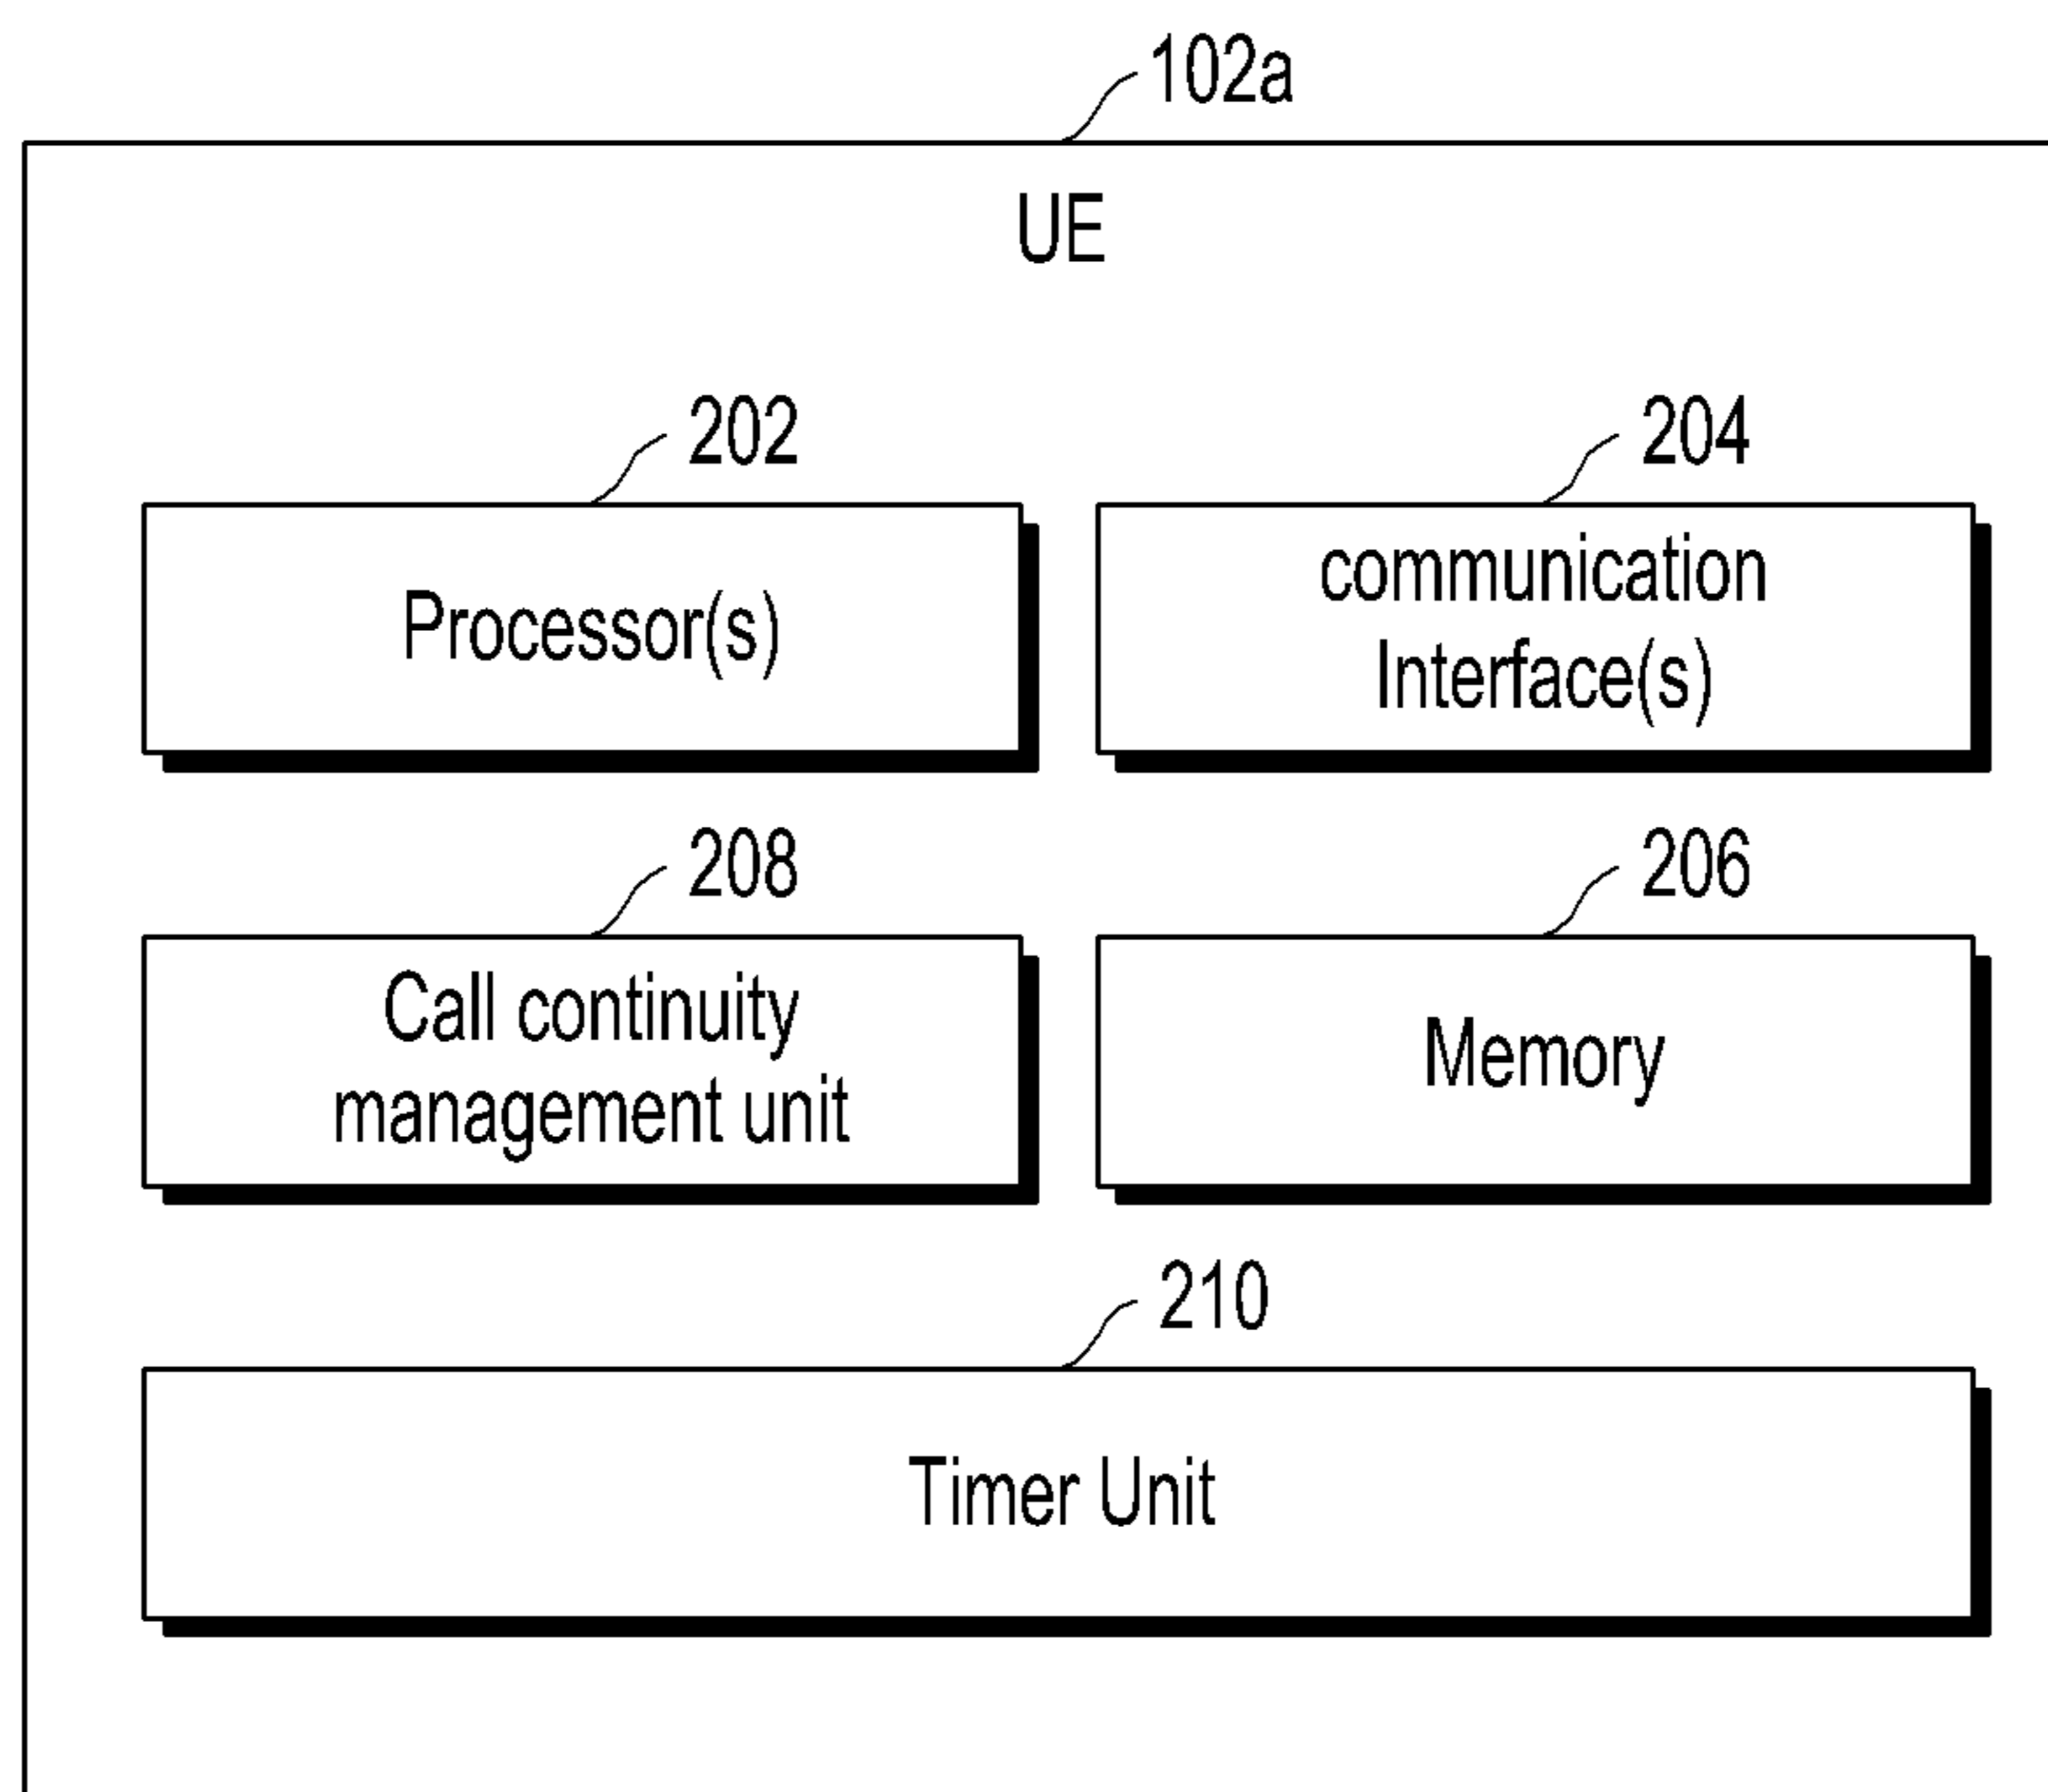 102a
UE
202
204
Processor(s)
communication
Interface(s)
208
206
Call continuity
management unit
Memory
210
Timer Unit